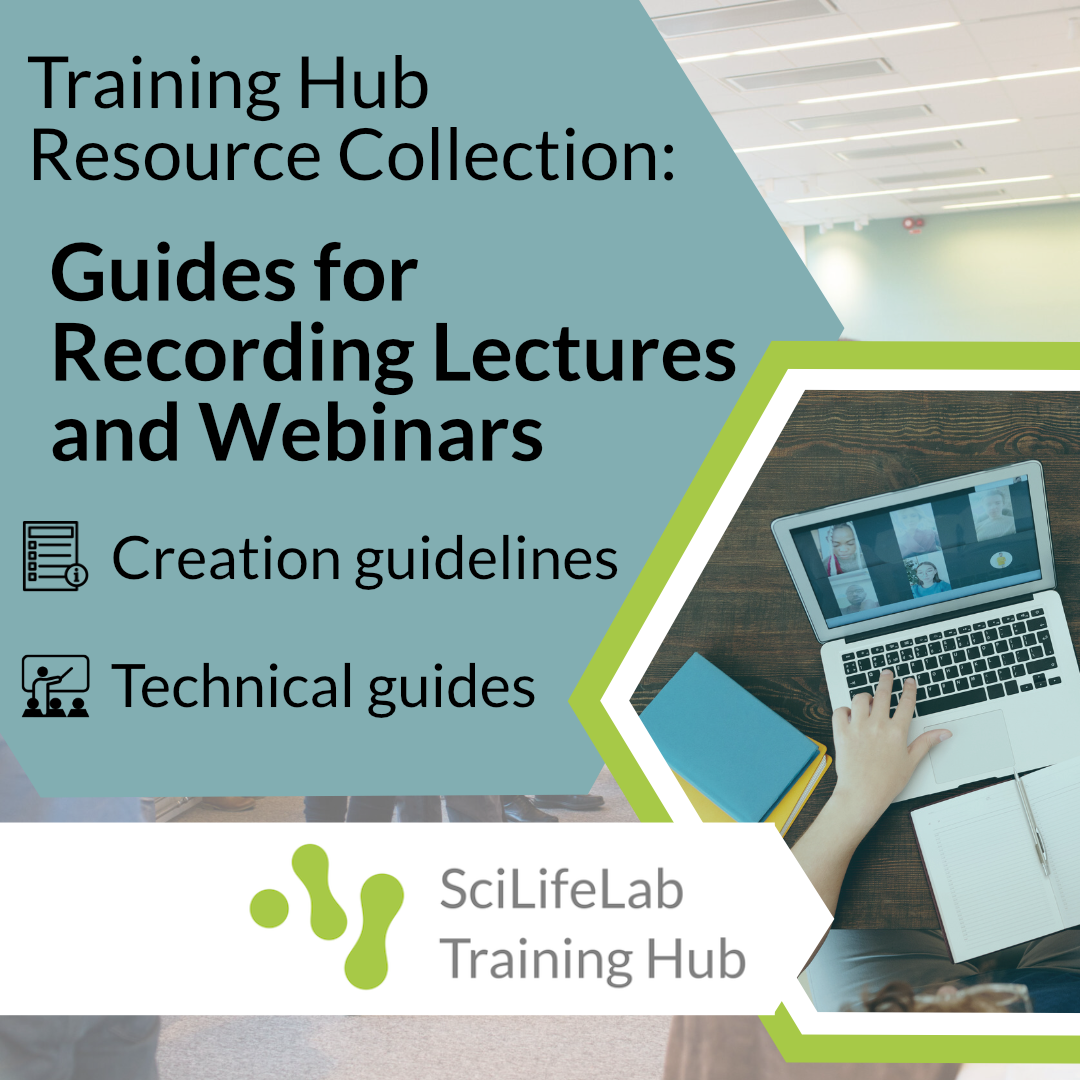 Training Hub
Resource Collection:
Guides for
Recording Lectures
and Webinars
Creation guidelines
Technical guides
SciLifeLab
Training Hub